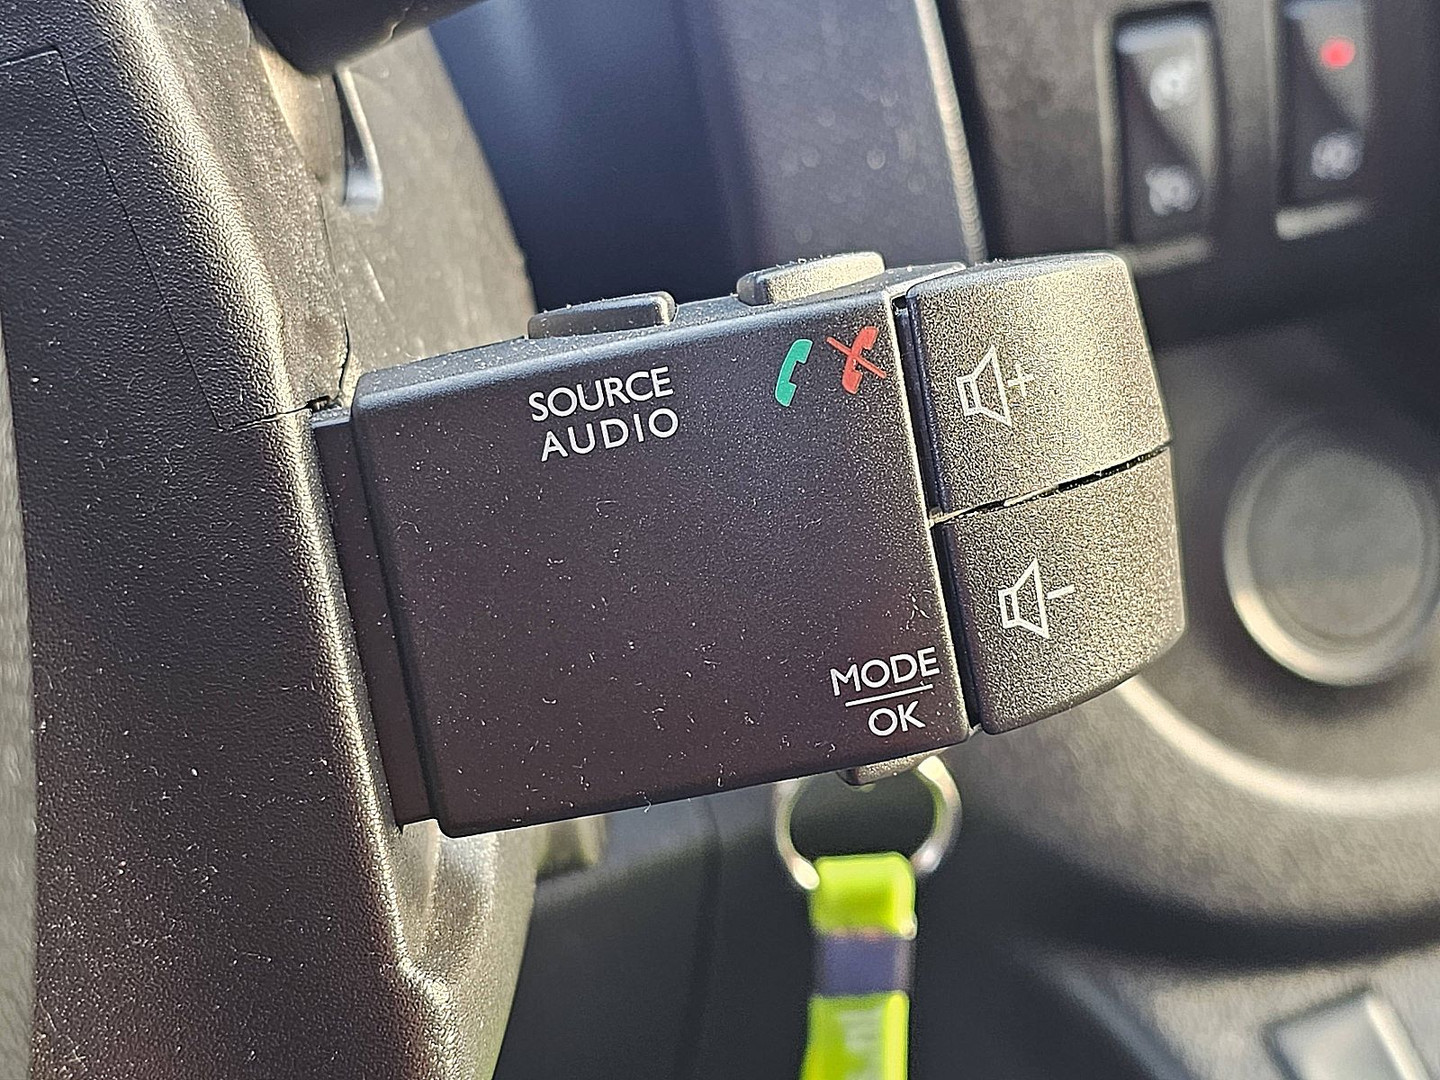 SOURCE
AUDIO
+
MODE
OK
-